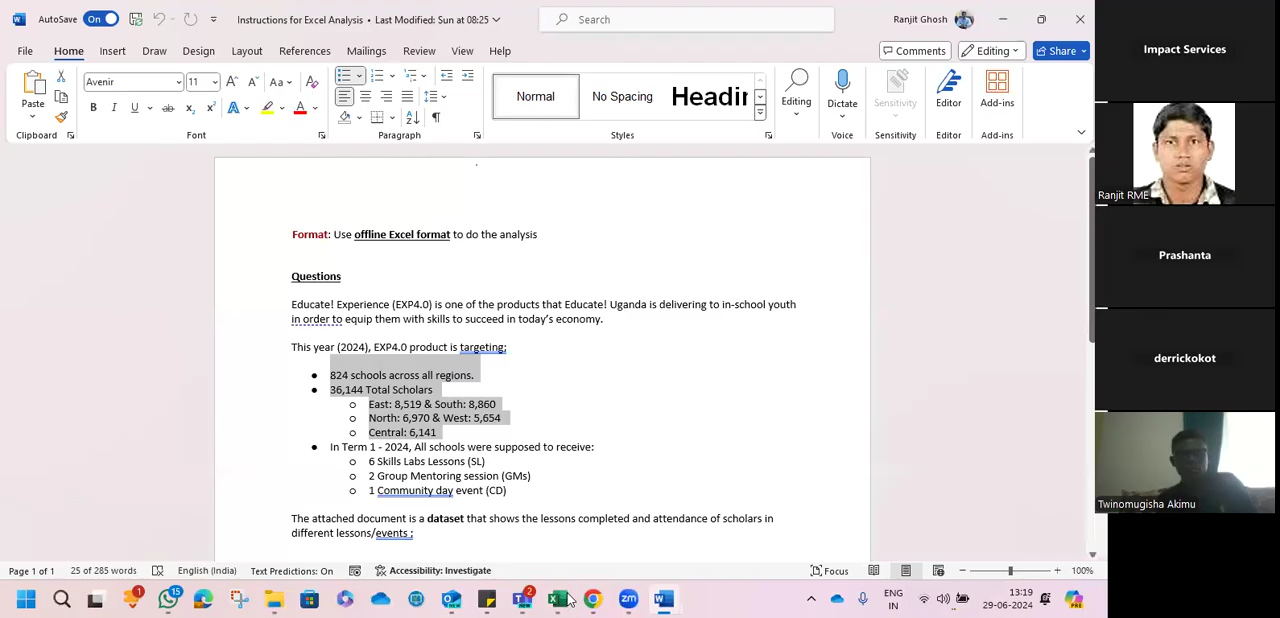 AutoSave On Instructions for Excel Analysis • Last Modified: Sun at 08:25 Search Ranjit Ghosh
File Home Insert Draw Design Layout References Mailings Review View Help Comments Editing Share
Paste Avenir 11 Aa Normal No Spacing Headin Editing Dictate Sensitivity Editor Add-ins
Clipboard Font Paragraph Styles Voice Sensitivity Editor Add-ins
Format: Use offline Excel format to do the analysis
Questions
Educate! Experience (EXP4.0) is one of the products that Educate! Uganda is delivering to in-school youth
in order to equip them with skills to succeed in today's economy.
This year (2024), EXP4.0 product is targeting;
• 824 schools across all regions.
• 36,144 Total Scholars
o East: 8,519 & South: 8,860
o North: 6,970 & West: 5,654
o Central: 6,141
• In Term 1 - 2024, All schools were supposed to receive:
o 6 Skills Labs Lessons (SL)
o 2 Group Mentoring session (GMs)
o 1 Community day event (CD)
The attached document is a dataset that shows the lessons completed and attendance of scholars in
different lessons/events ;
Page 1 of 1 25 of 285 words English (India) Text Predictions: On Accessibility: Investigate Focus 100%
1 15 2 zm ENG
IN
13:19
29-06-2024
PRE
Impact Services
Ranjit RME
Prashanta
derrickokot
Twinomugisha Akimu